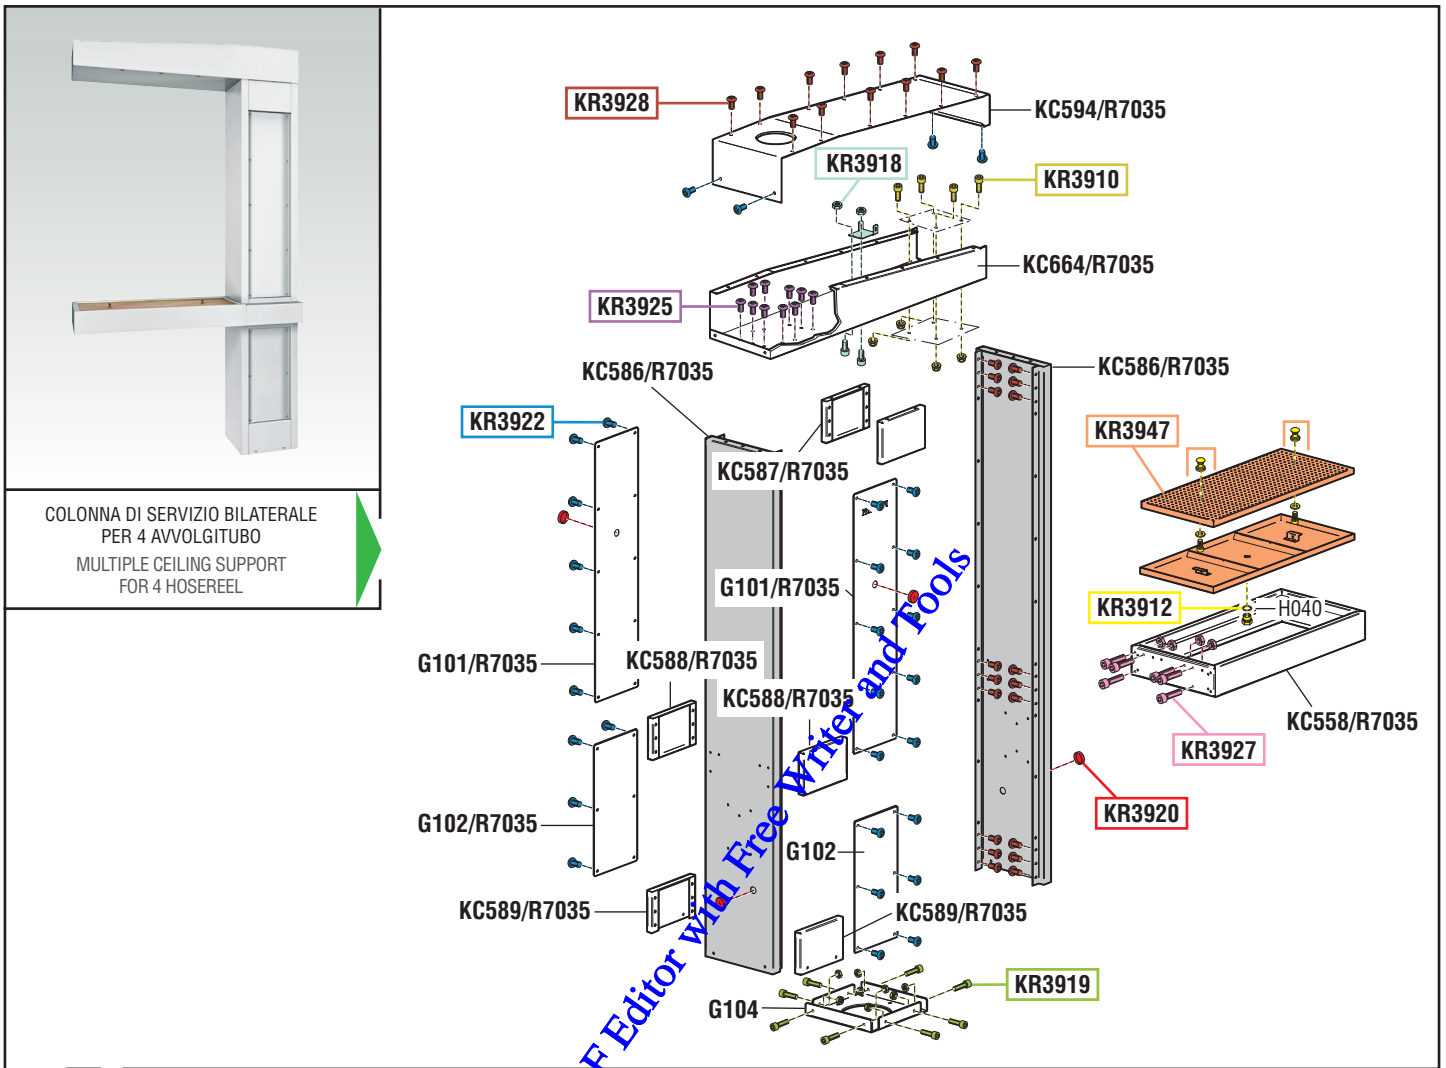 KR3928
KC594/R7035
KR3918
KR3910
KC664/R7035
KR3925
KC586/R7035
KC586/R7035
KR3922
KR3947
KC587/R7035
COLONNA DI SERVIZIO BILATERALE
PER 4 AVVOLGITUBO
MULTIPLE CEILING SUPPORT
FOR 4 HOSEREEL
G101/R7035
KR3912
H040
G101/R7035
KC588/R7035
KC588/R7035
KC558/R7035
KR3927
KR3920
G102/R7035
G102
KC589/R7035
KC589/R7035
KR3919
G104
F Editor with Free Writer and Tools